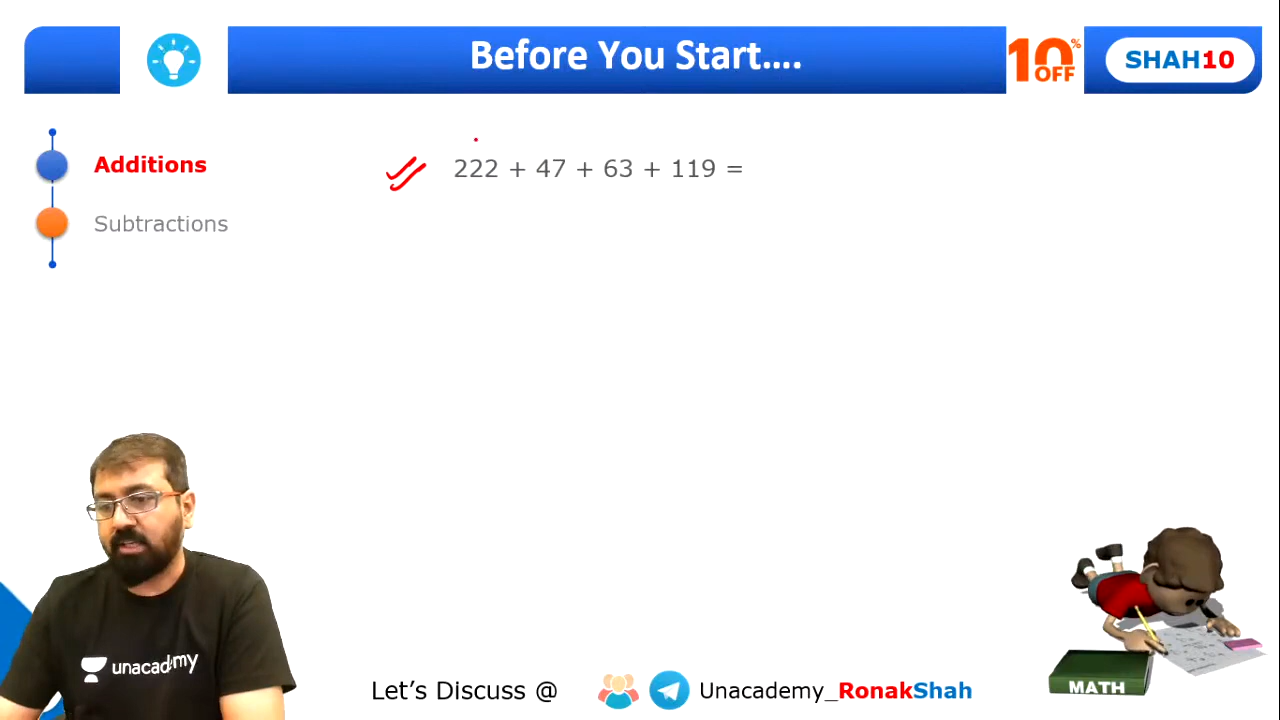 Before You Start....
10% OFF
SHAH10
Additions
222 + 47 + 63 + 119 =
Subtractions
unacademy
MATH
Let’s Discuss @ Unacademy_RonakShah